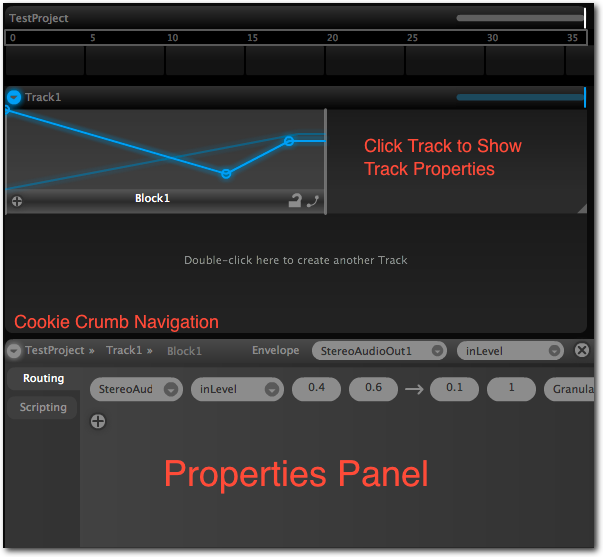 TestProject
0 5 10 15 20 25 30 35
Track1
Click Track to Show
Track Properties
Block1
Double-click here to create another Track
Cookie Crumb Navigation
TestProject » Track1 » Block1 Envelope StereoAudioOut1 inLevel
Routing
StereoAud inLevel 0.4 0.6 → 0.1 1 Granula
Scripting
Properties Panel